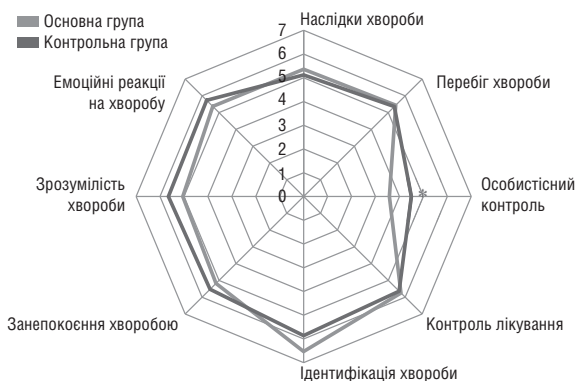 Основна група
Контрольна група
7
6
5
4
3
2
1
0
Наслідки хвороби
Перебіг хвороби
Особистісний
контроль
*
Контроль лікування
Ідентифікація хвороби
Занепокоєння хворобою
Зрозумілість
хвороби
Емоційні реакції
на хворобу